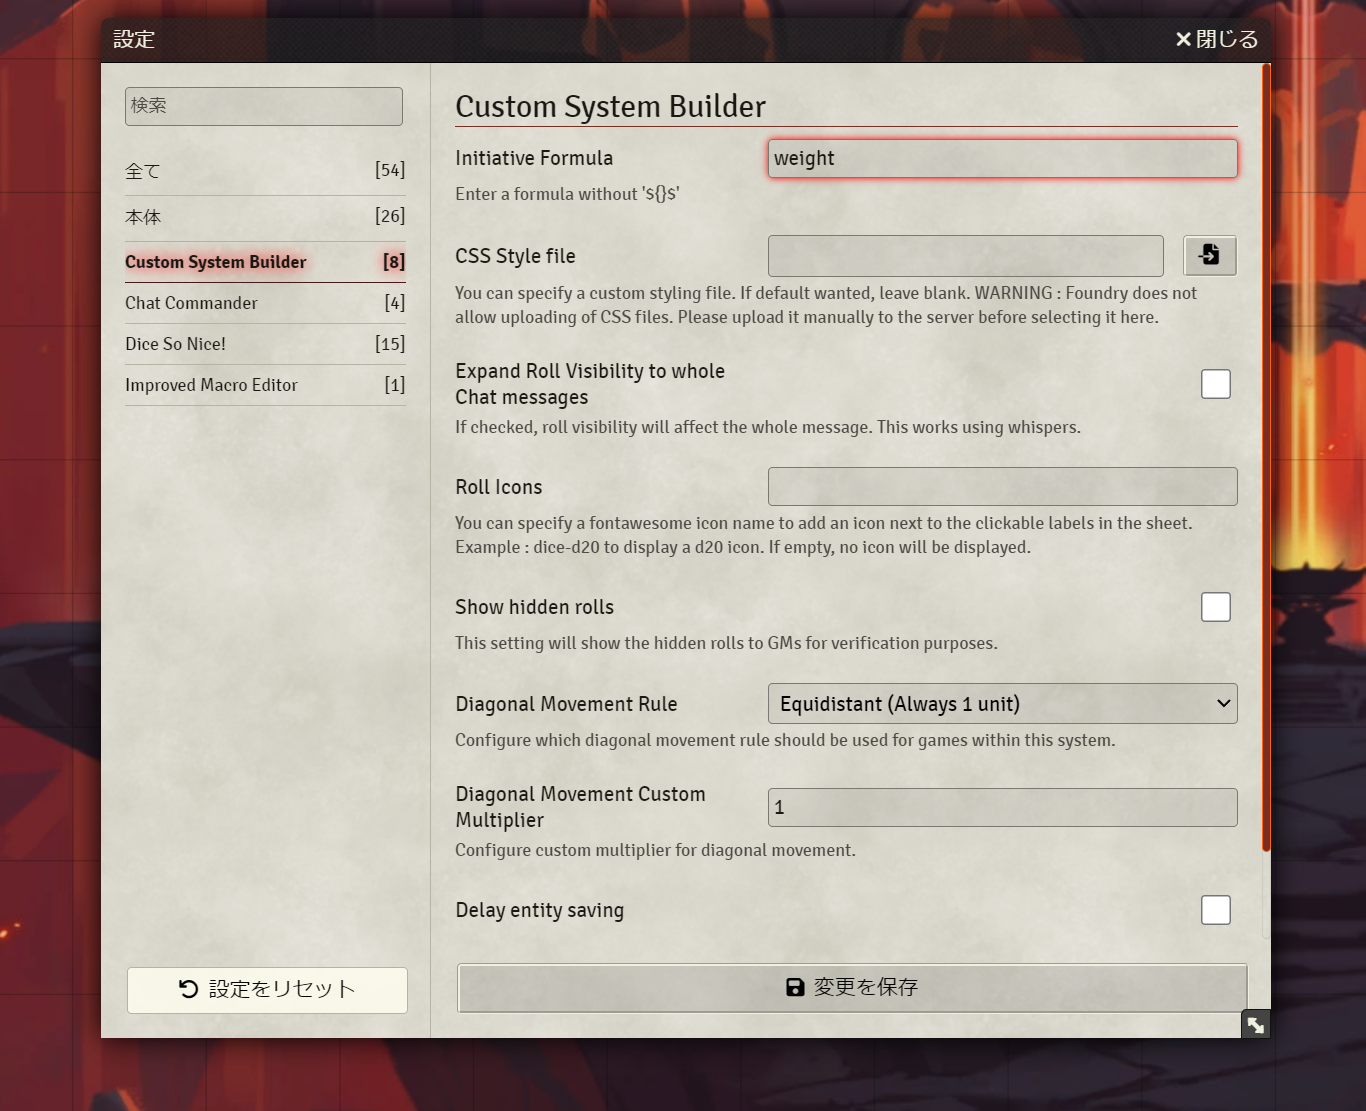 設定
閉じる
検索
全て [54]
本体 [26]
Custom System Builder [8]
Chat Commander [4]
Dice So Nice! [15]
Improved Macro Editor [1]
設定をリセット
Custom System Builder
Initiative Formula
weight
Enter a formula without '${}$'
CSS Style file
You can specify a custom styling file. If default wanted, leave blank. WARNING : Foundry does not
allow uploading of CSS files. Please upload it manually to the server before selecting it here.
Expand Roll Visibility to whole
Chat messages
If checked, roll visibility will affect the whole message. This works using whispers.
Roll Icons
You can specify a fontawesome icon name to add an icon next to the clickable labels in the sheet.
Example : dice-d20 to display a d20 icon. If empty, no icon will be displayed.
Show hidden rolls
This setting will show the hidden rolls to GMs for verification purposes.
Diagonal Movement Rule
Equidistant (Always 1 unit)
Configure which diagonal movement rule should be used for games within this system.
Diagonal Movement Custom
Multiplier
1
Configure custom multiplier for diagonal movement.
Delay entity saving
変更を保存